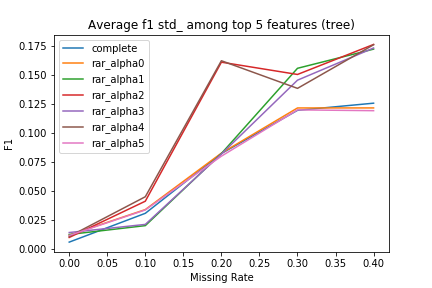 Average f1 std_ among top 5 features (tree)
F1
0.175
0.150
0.125
0.100
0.075
0.050
0.025
0.000
complete
rar_alpha0
rar_alpha1
rar_alpha2
rar_alpha3
rar_alpha4
rar_alpha5
0.00 0.05 0.10 0.15 0.20 0.25 0.30 0.35 0.40
Missing Rate